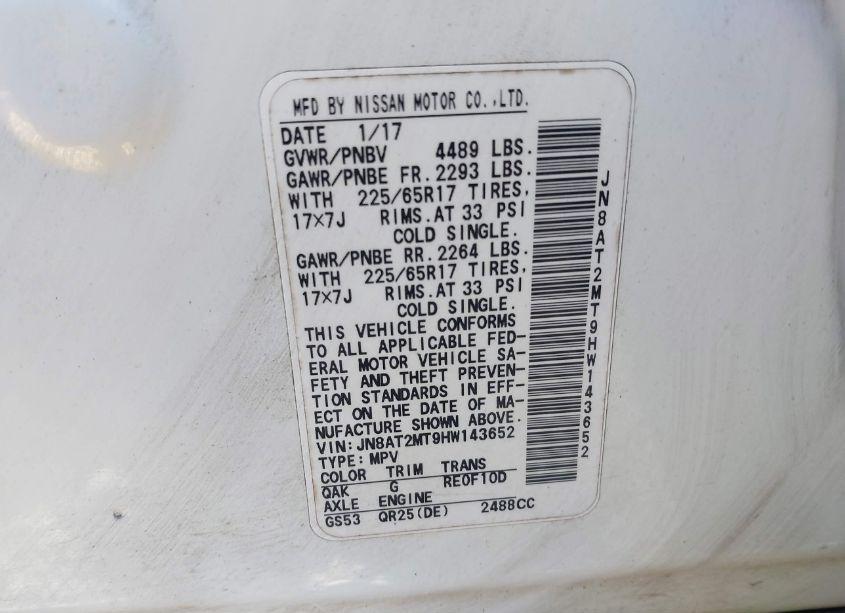 MFD BY NISSAN MOTOR CO.,LTD.
DATE 1/17
GVWR/PNBV 4489 LBS.
GAWR/PNBE FR. 2293 LBS.
WITH 225/65R17 TIRES,
17×7J RIMS.AT 33 PSI
COLD SINGLE.
GAWR/PNBE RR. 2264 LBS.
WITH 225/65R17 TIRES,
17×7J RIMS.AT 33 PSI
COLD SINGLE.
THIS VEHICLE CONFORMS
TO ALL APPLICABLE FED-
ERAL MOTOR VEHICLE SA-
FETY AND THEFT PREVEN-
TION STANDARDS IN EFF-
ECT ON THE DATE OF MA-
NUFACTURE SHOWN ABOVE.
VIN:JN8AT2MT9HW143652
TYPE:MPV
COLOR TRIM TRANS
QAK G RE0F10D
AXLE ENGINE
GS53 QR25(DE) 2488CC
JN8AT2MT9HW143652